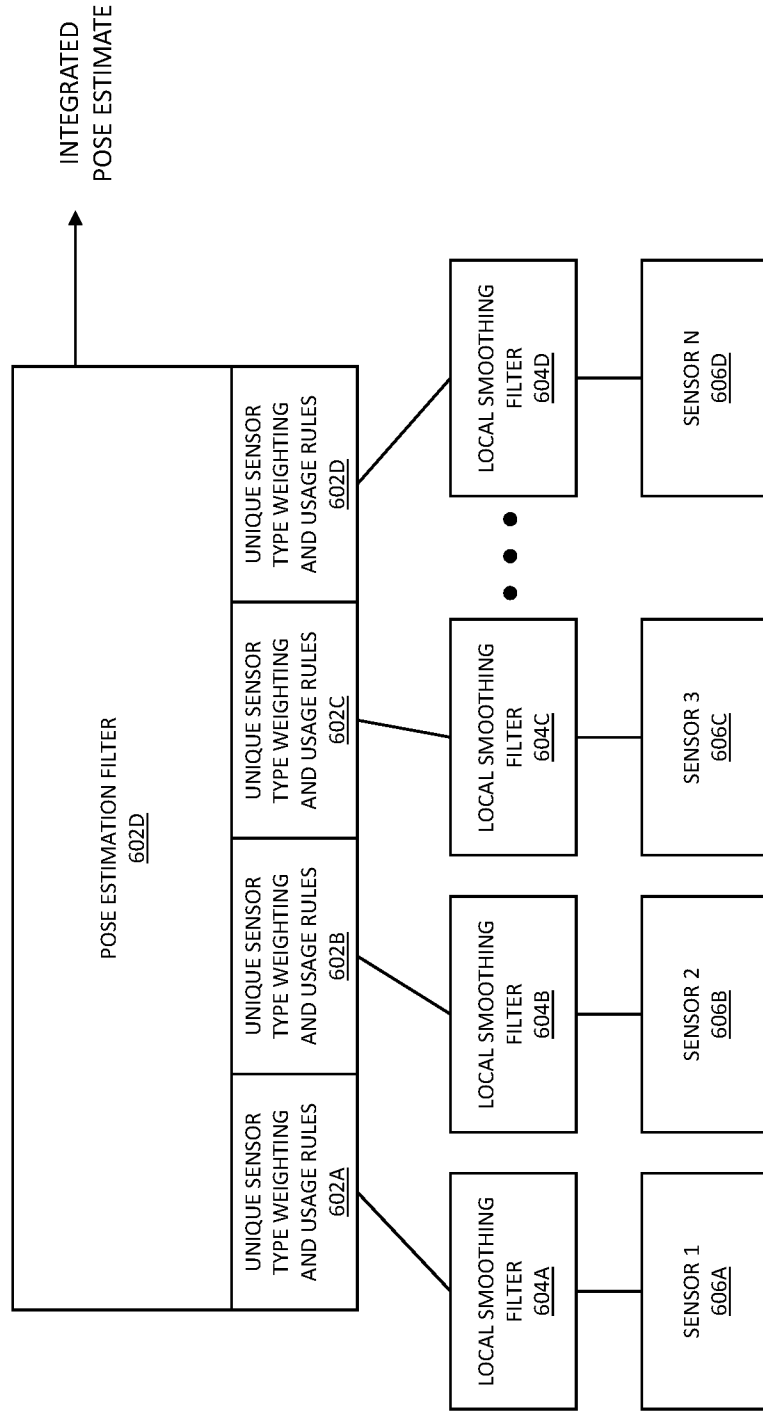 INTEGRATED
POSE ESTIMATE
POSE ESTIMATION FILTER
602D
UNIQUE SENSOR
TYPE WEIGHTING
AND USAGE RULES
602A
UNIQUE SENSOR
TYPE WEIGHTING
AND USAGE RULES
602B
UNIQUE SENSOR
TYPE WEIGHTING
AND USAGE RULES
602C
UNIQUE SENSOR
TYPE WEIGHTING
AND USAGE RULES
602D
LOCAL SMOOTHING
FILTER
604A
LOCAL SMOOTHING
FILTER
604B
LOCAL SMOOTHING
FILTER
604C
LOCAL SMOOTHING
FILTER
604D
SENSOR 1
606A
SENSOR 2
606B
SENSOR 3
606C
SENSOR N
606D